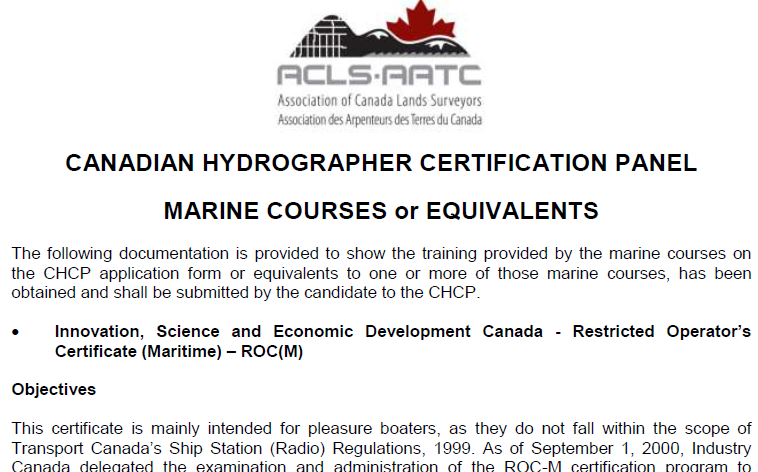 ACLS-AATC
Association of Canada Lands Surveyors
Association des Arpenteurs des Terres du Canada
CANADIAN HYDROGRAPHER CERTIFICATION PANEL
MARINE COURSES or EQUIVALENTS
The following documentation is provided to show the training provided by the marine courses on
the CHCP application form or equivalents to one or more of those marine courses, has been
obtained and shall be submitted by the candidate to the CHCP.
• Innovation, Science and Economic Development Canada - Restricted Operator's
Certificate (Maritime) – ROC(M)
Objectives
This certificate is mainly intended for pleasure boaters, as they do not fall within the scope of
Transport Canada's Ship Station (Radio) Regulations, 1999. As of September 1, 2000, Industry
Canada delegated the examination and administration of the ROC-M certification program to